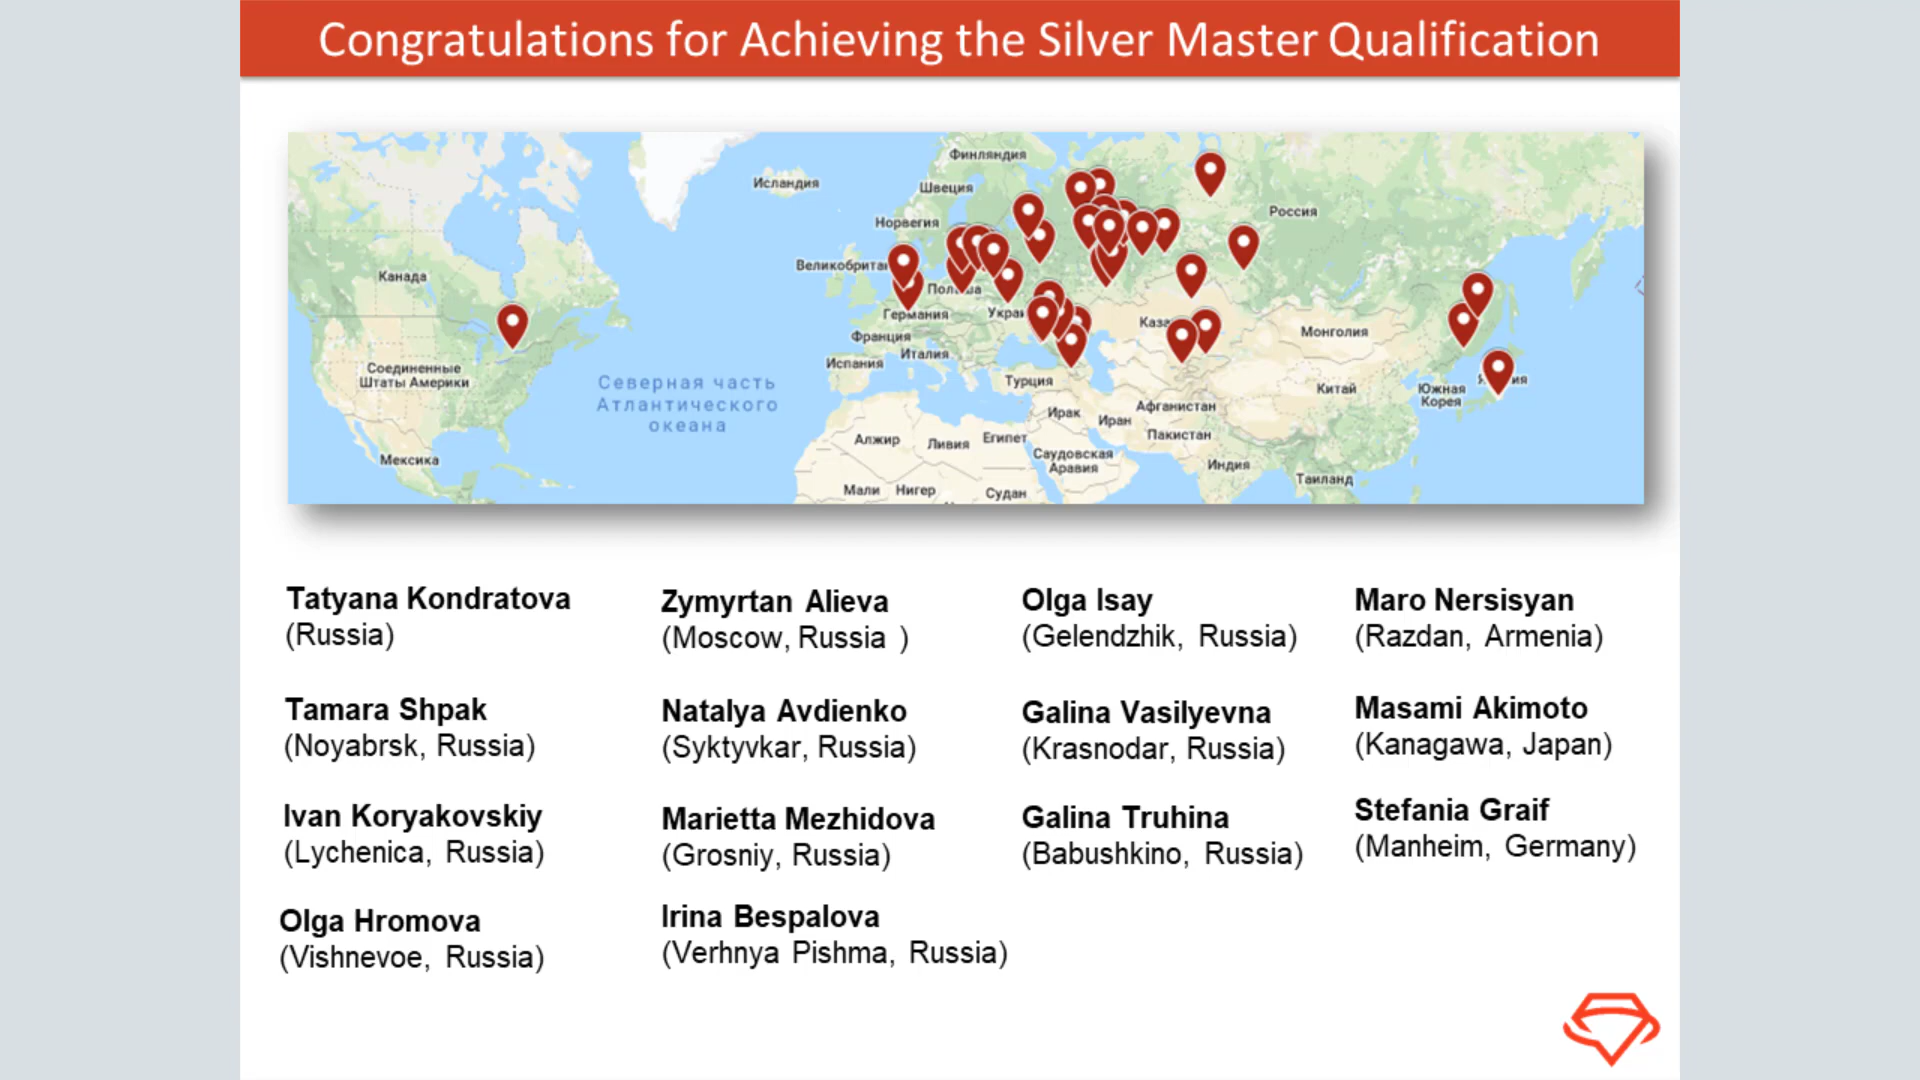 Congratulations for Achieving the Silver Master Qualification
Финляндия
Исландия
Швеция
Россия
Норвегия
Канада
Германия
Монголия
Франция
Италия
Испания
Соединенные
Штаты Америки
Северная часть
Атлантического
океана
Турция
Китай
Южная
Корея
Афганистан
Ирак
Иран
Пакистан
Алжир
Ливия
Египет
Саудовская
Аравия
Мексика
Индия
Таиланд
Мали
Нигер
Судан
Tatyana Kondratova
(Russia)
Tamara Shpak
(Noyabrsk, Russia)
Ivan Koryakovskiy
(Lychenica, Russia)
Olga Hromova
(Vishnevoe, Russia)
Zymyrtan Alieva
(Moscow, Russia )
Natalya Avdienko
(Syktyvkar, Russia)
Marietta Mezhidova
(Grosniy, Russia)
Irina Bespalova
(Verhnya Pishma, Russia)
Olga Isay
(Gelendzhik, Russia)
Galina Vasilyevna
(Krasnodar, Russia)
Galina Truhina
(Babushkino, Russia)
Maro Nersisyan
(Razdan, Armenia)
Masami Akimoto
(Kanagawa, Japan)
Stefania Graif
(Manheim, Germany)